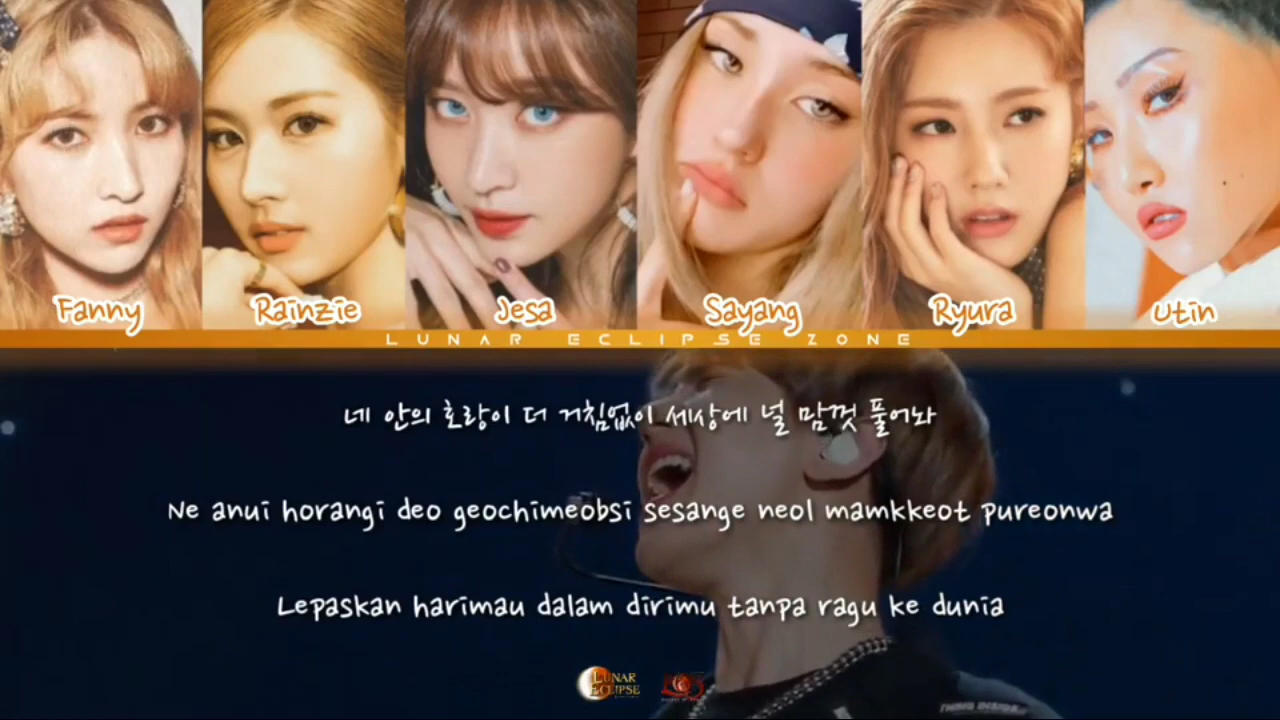 Fanny
Rainzie
Jesa
Sayang
Ryura
Utin
LUNAR ECLIPSE ZONE
네 안의 호랑이 더 거침없이 세상에 널 맘껏 풀어놔
Ne anui horangi deo geochimeobsi sesange neol mamkkeot pureonwa
Lepaskan harimau dalam dirimu tanpa ragu ke dunia
LUNAR
ECLIPSE